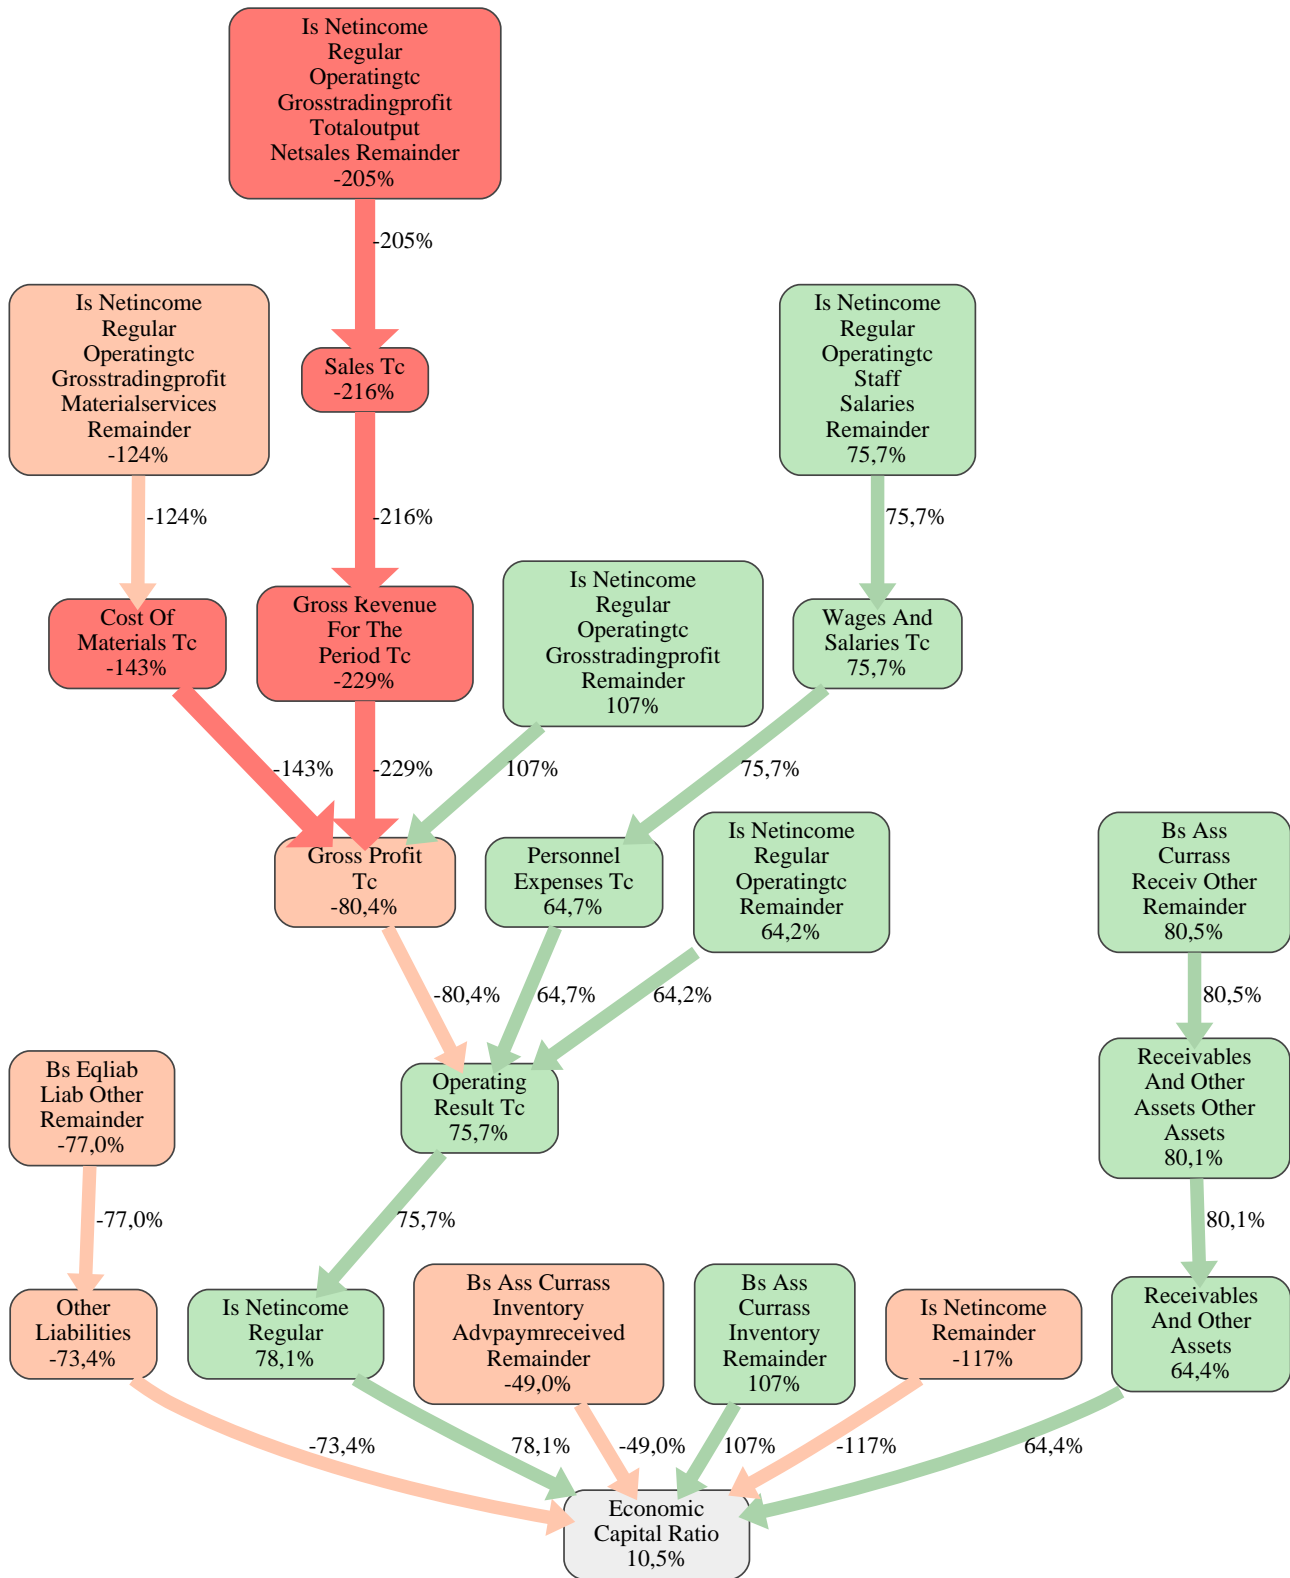 Is Netincome
Regular
Operatingtc
Grosstradingprofit
Totaloutput
Netsales Remainder
-205%
-205%
Is Netincome
Regular
Operatingtc
Grosstradingprofit
Materialservices
Remainder
-124%
Sales Tc
-216%
Is Netincome
Regular
Operatingtc
Staff
Salaries
Remainder
75,7%
-124%
-216%
75,7%
Cost Of
Materials Tc
-143%
Gross Revenue
For The
Period Tc
-229%
Is Netincome
Regular
Operatingtc
Grosstradingprofit
Remainder
107%
Wages And
Salaries Tc
75,7%
-143%
-229%
107%
75,7%
Gross Profit
Tc
-80,4%
Personnel
Expenses Tc
64,7%
Is Netincome
Regular
Operatingtc
Remainder
64,2%
Bs Ass
Currass
Receiv Other
Remainder
80,5%
-80,4%
64,7%
64,2%
80,5%
Bs Eqliab
Liab Other
Remainder
-77,0%
Operating
Result Tc
75,7%
Receivables
And Other
Assets Other
Assets
80,1%
-77,0%
75,7%
80,1%
Other
Liabilities
-73,4%
Is Netincome
Regular
78,1%
Bs Ass Currass
Inventory
Advpaymreceived
Remainder
-49,0%
Bs Ass
Currass
Inventory
Remainder
107%
Is Netincome
Remainder
-117%
Receivables
And Other
Assets
64,4%
-73,4%
78,1%
-49,0%
107%
-117%
64,4%
Economic
Capital Ratio
10,5%